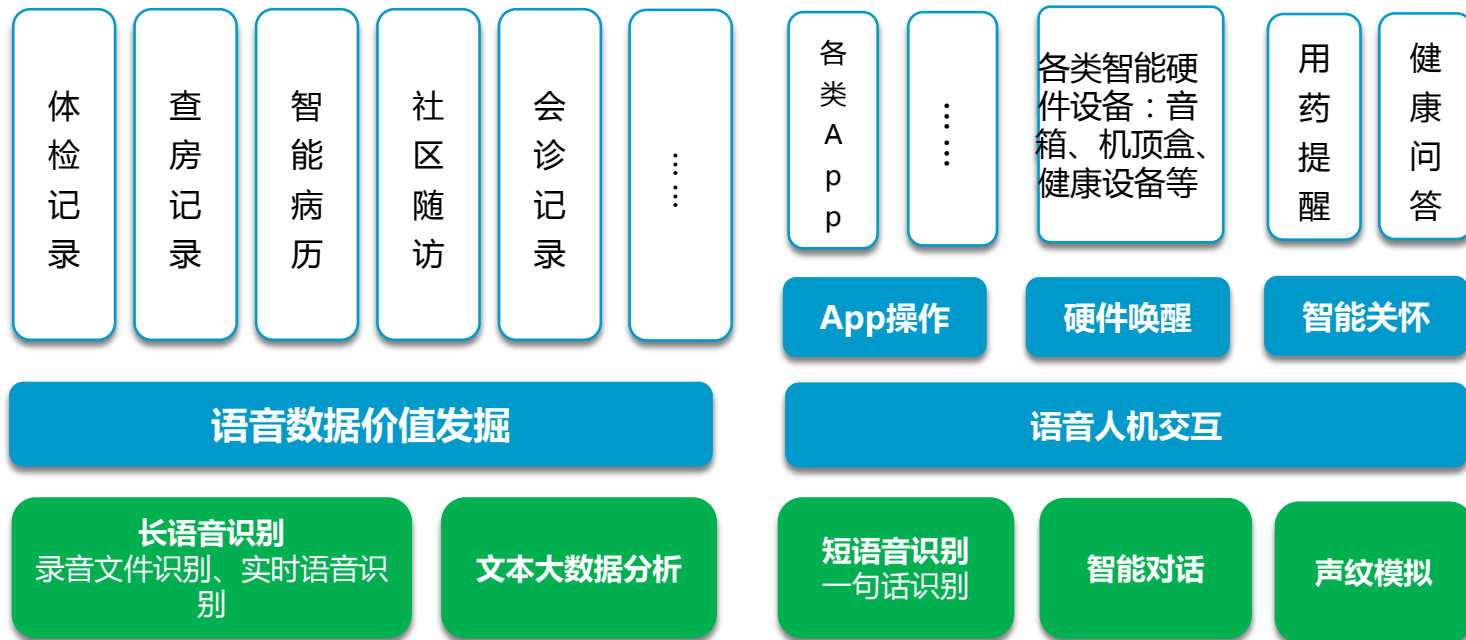 体检记录
查房记录
智能病历
社区随访
会诊记录
……
各类App
……
各类智能硬
件设备：音
箱、机顶盒、
健康设备等
用药提醒
健康问答
App操作
硬件唤醒
智能关怀
语音数据价值发掘
语音人机交互
长语音识别
录音文件识别、实时语音识
别
文本大数据分析
短语音识别
一句话识别
智能对话
声纹模拟